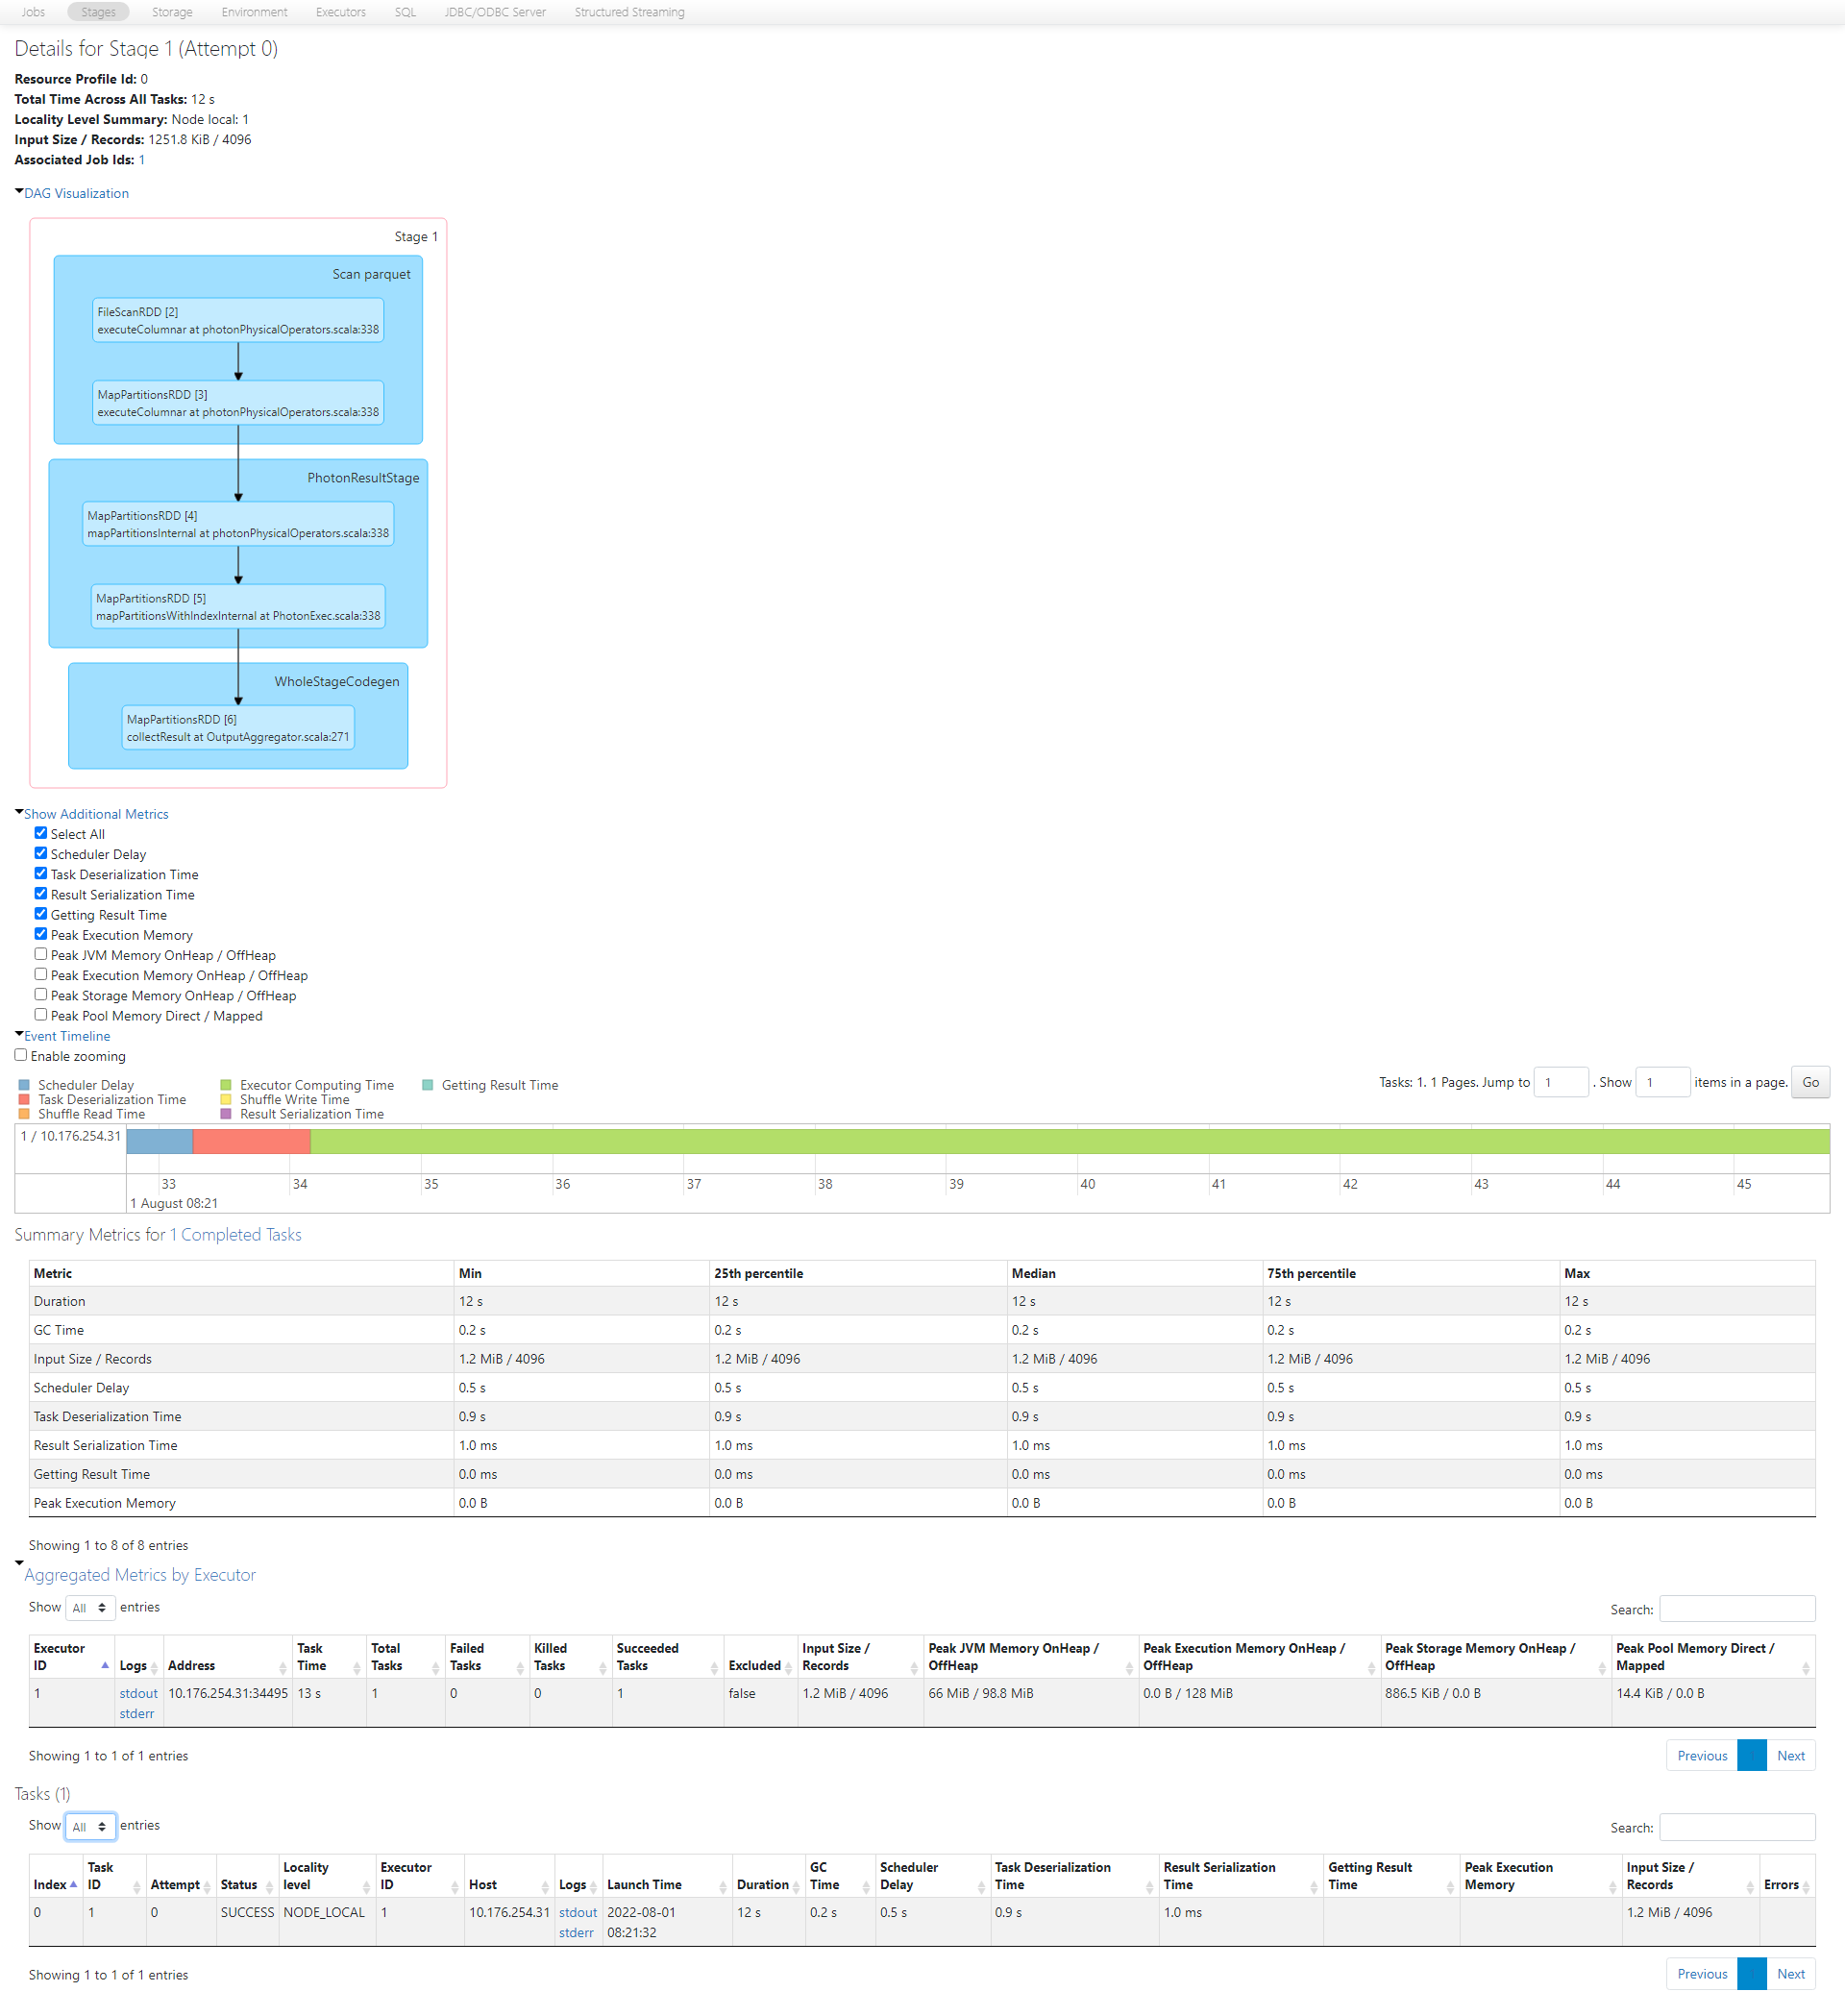 Jobs Stages Storage Environment Executors SQL JDBC/ODBC Server Structured Streaming
Details for Stage 1 (Attempt 0)
Resource Profile Id: 0
Total Time Across All Tasks: 12 s
Locality Level Summary: Node local: 1
Input Size / Records: 1251.8 KiB / 4096
Associated Job Ids: 1
DAG Visualization
Stage 1
Scan parquet
FileScanRDD [2]
executeColumnar at photonPhysicalOperators.scala:338
MapPartitionsRDD [3]
executeColumnar at photonPhysicalOperators.scala:338
PhotonResultStage
MapPartitionsRDD [4]
mapPartitionsInternal at photonPhysicalOperators.scala:338
MapPartitionsRDD [5]
mapPartitionsWithIndexInternal at PhotonExec.scala:338
WholeStageCodegen
MapPartitionsRDD [6]
collectResult at OutputAggregator.scala:271
Show Additional Metrics
Select All
Scheduler Delay
Task Deserialization Time
Result Serialization Time
Getting Result Time
Peak Execution Memory
Peak JVM Memory OnHeap / OffHeap
Peak Execution Memory OnHeap / OffHeap
Peak Storage Memory OnHeap / OffHeap
Peak Pool Memory Direct / Mapped
Event Timeline
Enable zooming
Scheduler Delay Executor Computing Time Getting Result Time
Task Deserialization Time Shuffle Write Time
Shuffle Read Time Result Serialization Time
Tasks: 1. 1 Pages. Jump to 1 . Show 1 items in a page. Go
1 / 10.176.254.31
33 34 35 36 37 38 39 40 41 42 43 44 45
1 August 08:21
Summary Metrics for 1 Completed Tasks
Metric Min 25th percentile Median 75th percentile Max
Duration 12 s 12 s 12 s 12 s 12 s
GC Time 0.2 s 0.2 s 0.2 s 0.2 s 0.2 s
Input Size / Records 1.2 MiB / 4096 1.2 MiB / 4096 1.2 MiB / 4096 1.2 MiB / 4096 1.2 MiB / 4096
Scheduler Delay 0.5 s 0.5 s 0.5 s 0.5 s 0.5 s
Task Deserialization Time 0.9 s 0.9 s 0.9 s 0.9 s 0.9 s
Result Serialization Time 1.0 ms 1.0 ms 1.0 ms 1.0 ms 1.0 ms
Getting Result Time 0.0 ms 0.0 ms 0.0 ms 0.0 ms 0.0 ms
Peak Execution Memory 0.0 B 0.0 B 0.0 B 0.0 B 0.0 B
Showing 1 to 8 of 8 entries
Aggregated Metrics by Executor
Show All entries Search:
Executor ID Logs Address Task Time Total Tasks Failed Tasks Killed Tasks Succeeded Tasks Excluded Input Size / Records Peak JVM Memory OnHeap / OffHeap Peak Execution Memory OnHeap / OffHeap Peak Storage Memory OnHeap / OffHeap Peak Pool Memory Direct / Mapped
1 stdout 10.176.254.31:34495 13 s 1 0 0 1 false 1.2 MiB / 4096 66 MiB / 98.8 MiB 0.0 B / 128 MiB 886.5 KiB / 0.0 B 14.4 KiB / 0.0 B
stderr
Showing 1 to 1 of 1 entries
Previous Next
Tasks (1)
Show All entries Search:
Index Task ID Attempt Status Locality level Executor ID Host Logs Launch Time Duration GC Time Scheduler Delay Task Deserialization Time Result Serialization Time Getting Result Time Peak Execution Memory Input Size / Records Errors
0 1 0 SUCCESS NODE_LOCAL 1 10.176.254.31 stdout 2022-08-01 12 s 0.2 s 0.5 s 0.9 s 1.0 ms 1.2 MiB / 4096
stderr 08:21:32
Showing 1 to 1 of 1 entries
Previous Next